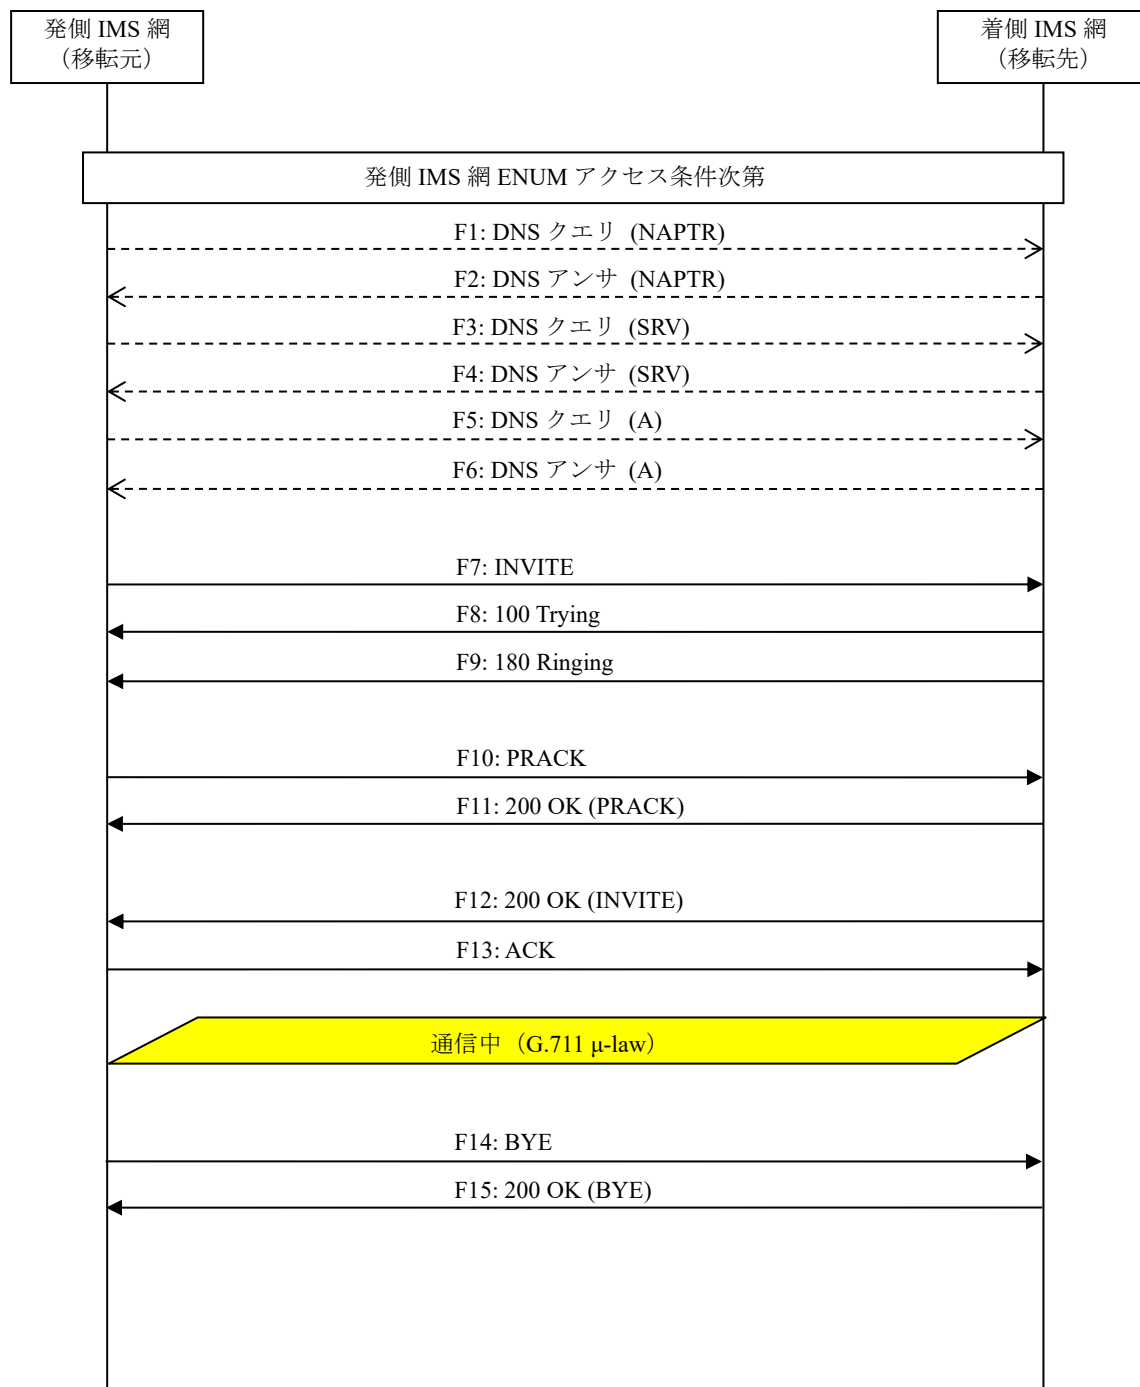 発側 IMS 網
（移転元）
着側 IMS 網
（移転先）
発側 IMS 網 ENUM アクセス条件次第
F1: DNS クエリ (NAPTR)
F2: DNS アンサ (NAPTR)
F3: DNS クエリ (SRV)
F4: DNS アンサ (SRV)
F5: DNS クエリ (A)
F6: DNS アンサ (A)
F7: INVITE
F8: 100 Trying
F9: 180 Ringing
F10: PRACK
F11: 200 OK (PRACK)
F12: 200 OK (INVITE)
F13: ACK
通信中（G.711 μ-law）
F14: BYE
F15: 200 OK (BYE)